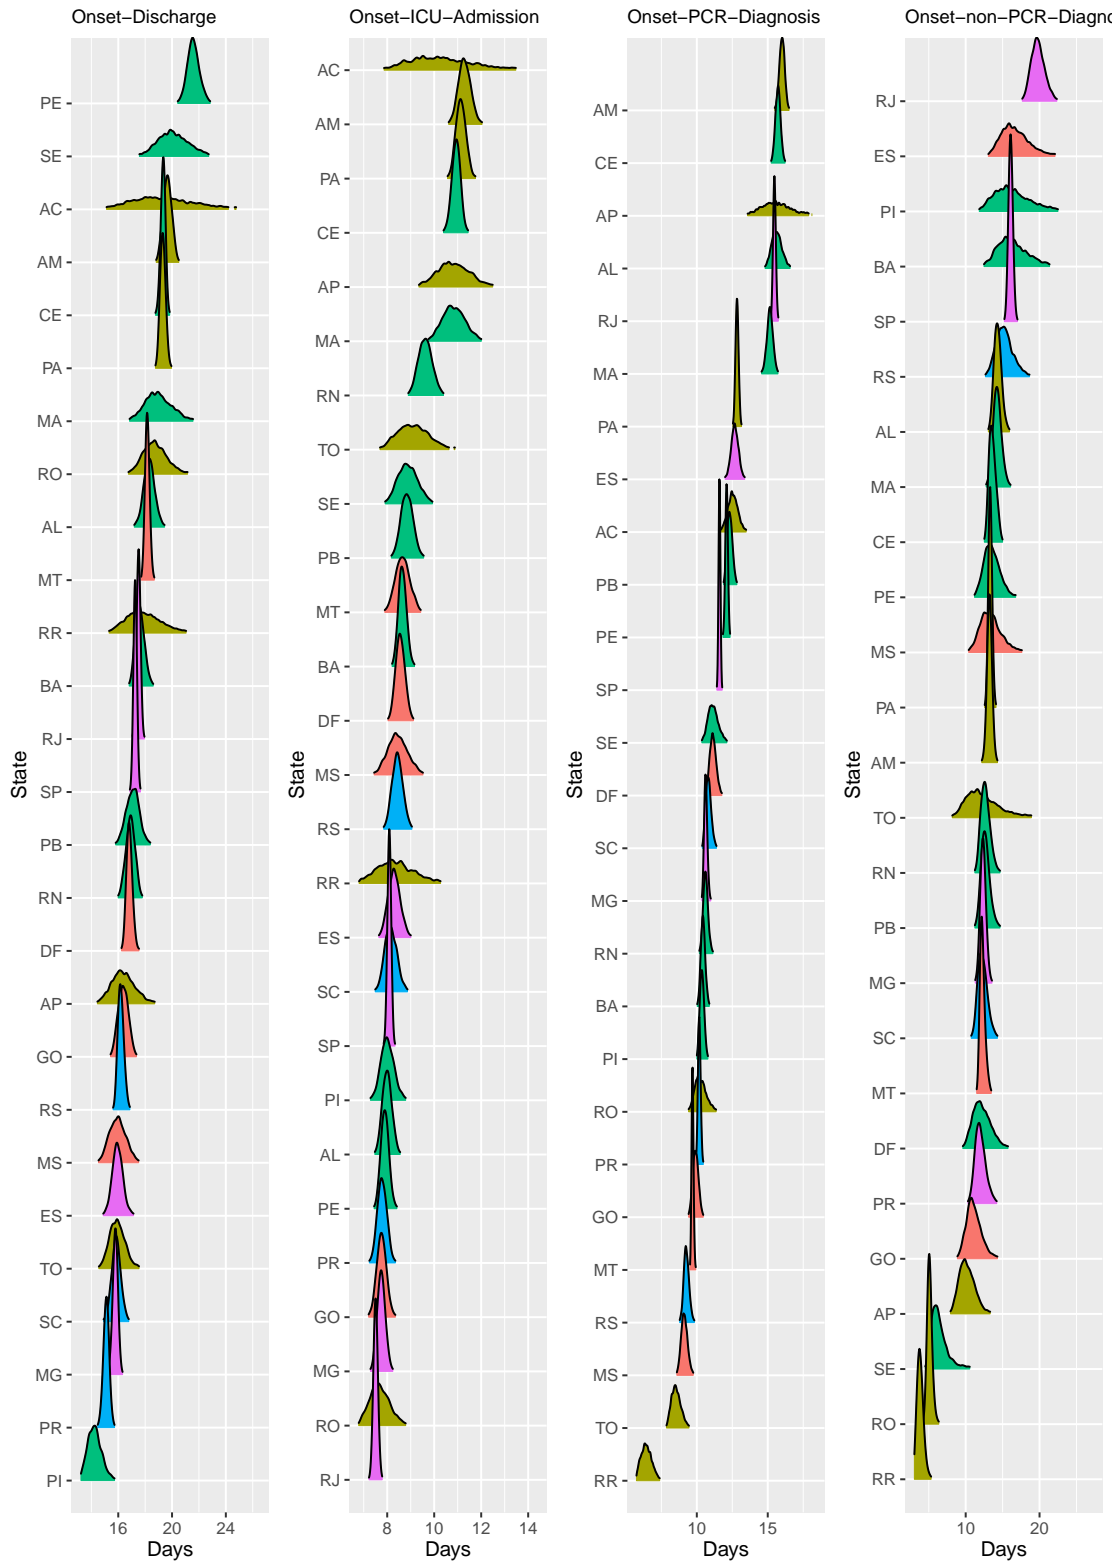 Onset−Discharge
State
PE
SE
AC
AM
CE
PA
MA
RO
AL
MT
RR
BA
RJ
SP
PB
RN
DF
AP
GO
RS
MS
ES
TO
SC
MG
PR
PI
16 20 24
Days
Onset−ICU−Admission
State
AC
AM
PA
CE
AP
MA
RN
TO
SE
PB
MT
BA
DF
MS
RS
RR
ES
SC
SP
PI
AL
PE
PR
GO
MG
RO
RJ
8 10 12 14
Days
Onset−PCR−Diagnosis
State
AM
CE
AP
AL
RJ
MA
PA
ES
AC
PB
PE
SP
SE
DF
SC
MG
RN
BA
PI
RO
PR
GO
MT
RS
MS
TO
RR
10 15
Days
Onset−non−PCR−Diagno
State
RJ
ES
PI
BA
SP
RS
AL
MA
CE
PE
MS
PA
AM
TO
RN
PB
MG
SC
MT
DF
PR
GO
AP
SE
RO
RR
10 20
Days